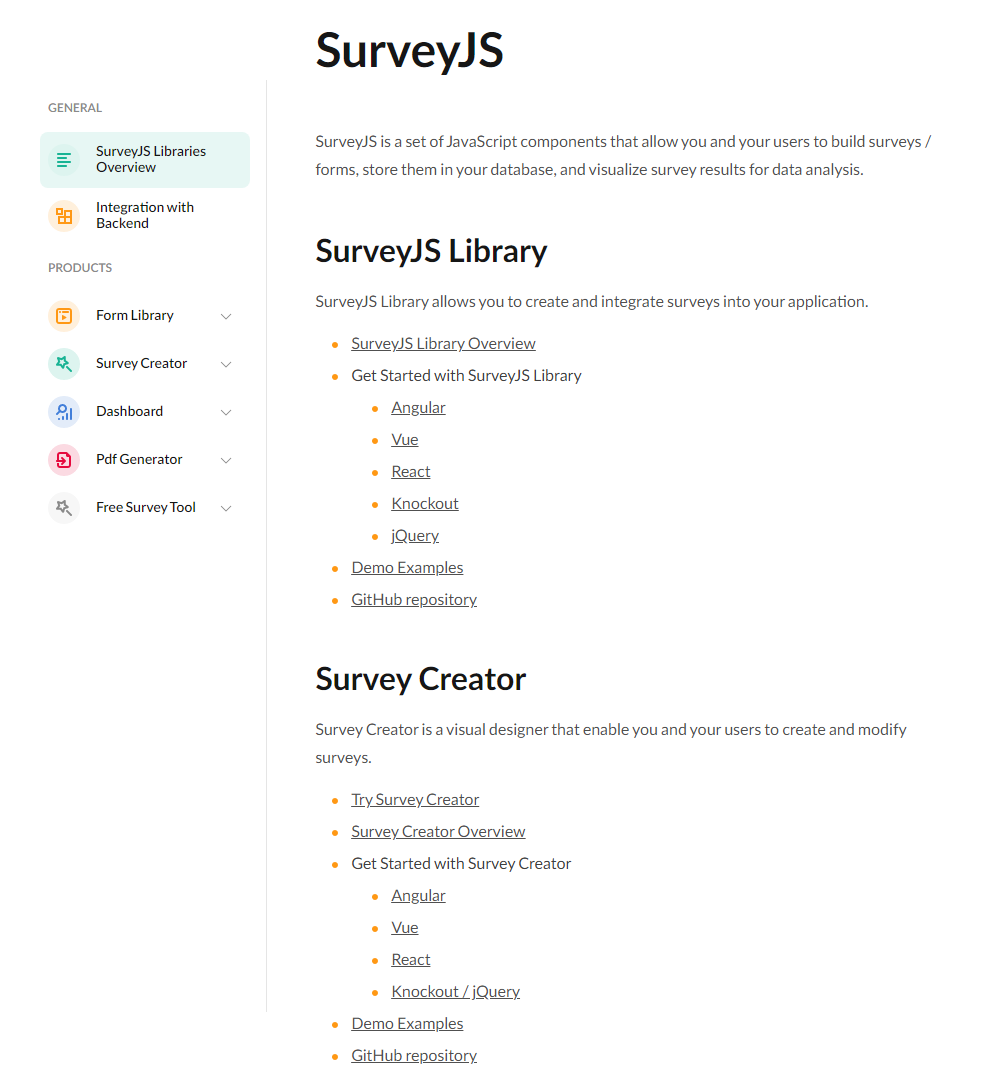 SurveyJS
GENERAL
SurveyJS Libraries
Overview
Integration with
Backend
PRODUCTS
Form Library
Survey Creator
Dashboard
Pdf Generator
Free Survey Tool
SurveyJS is a set of JavaScript components that allow you and your users to build surveys /
forms, store them in your database, and visualize survey results for data analysis.
SurveyJS Library
SurveyJS Library allows you to create and integrate surveys into your application.
SurveyJS Library Overview
Get Started with SurveyJS Library
Angular
Vue
React
Knockout
jQuery
Demo Examples
GitHub repository
Survey Creator
Survey Creator is a visual designer that enable you and your users to create and modify
surveys.
Try Survey Creator
Survey Creator Overview
Get Started with Survey Creator
Angular
Vue
React
Knockout / jQuery
Demo Examples
GitHub repository